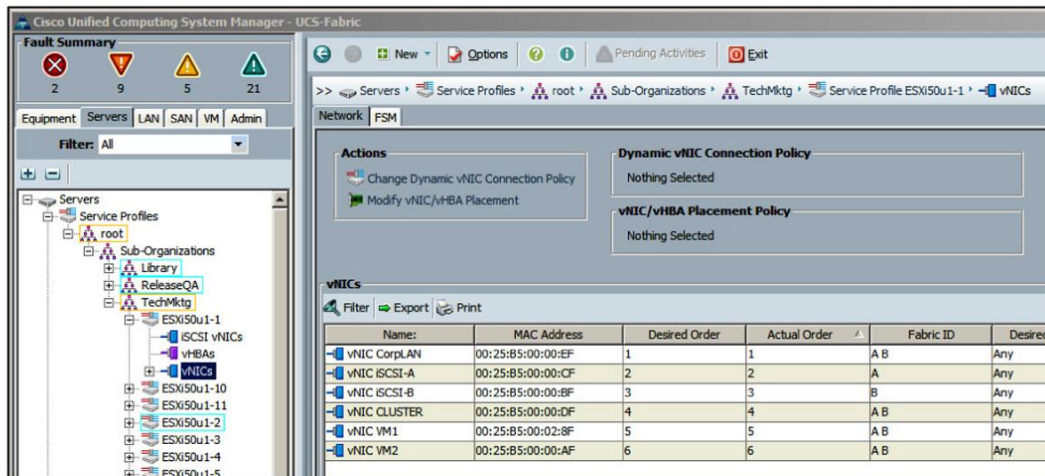 Cisco Unified Computing System Manager - UCS-Fabric
Fault Summary
2 9 5 21
New Options Pending Activities Exit
>> Servers Service Profiles root Sub-Organizations TechMktg Service Profile ESXi50u1-1 vNICs
Equipment Servers LAN SAN VM Admin
Filter: All
Servers
Service Profiles
root
Sub-Organizations
Library
ReleaseQA
TechMktg
ESXi50u1-1
iSCSI vNICs
vHBAs
vNICs
ESXi50u1-10
ESXi50u1-11
ESXi50u1-2
ESXi50u1-3
ESXi50u1-4
ESXi50u1-5
Network FSM
Actions
Change Dynamic vNIC Connection Policy
Modify vNIC/vHBA Placement
Dynamic vNIC Connection Policy
Nothing Selected
vNIC/vHBA Placement Policy
Nothing Selected
vNICs
Filter Export Print
Name: MAC Address Desired Order Actual Order Fabric ID Desired
vNIC CorpLAN 00:25:B5:00:00:EF 1 1 A B Any
vNIC iSCSI-A 00:25:B5:00:00:CF 2 2 A Any
vNIC iSCSI-B 00:25:B5:00:00:BF 3 3 B Any
vNIC CLUSTER 00:25:B5:00:00:DF 4 4 A B Any
vNIC VM1 00:25:B5:00:02:8F 5 5 A B Any
vNIC VM2 00:25:B5:00:00:AF 6 6 A B Any